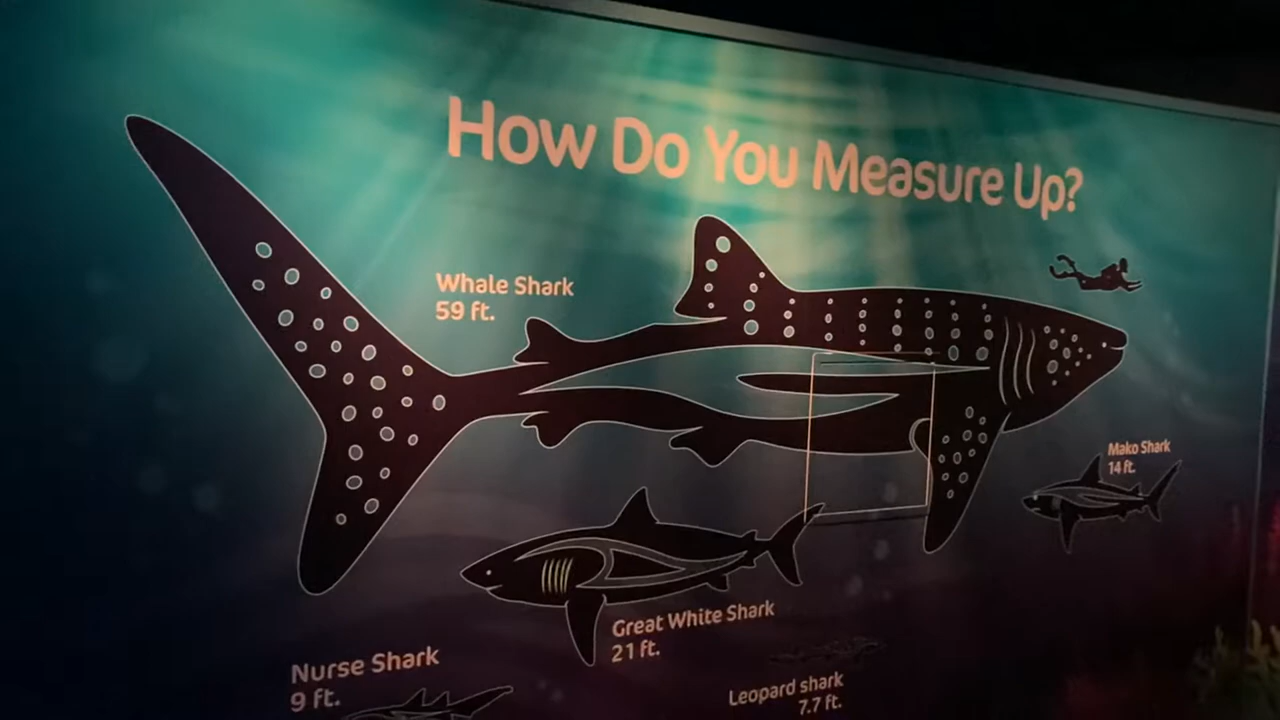 How Do You Measure Up?
Whale Shark
59 ft.
Mako Shark
14 ft.
Great White Shark
21 ft.
Nurse Shark
9 ft.
Leopard shark
7.7 ft.